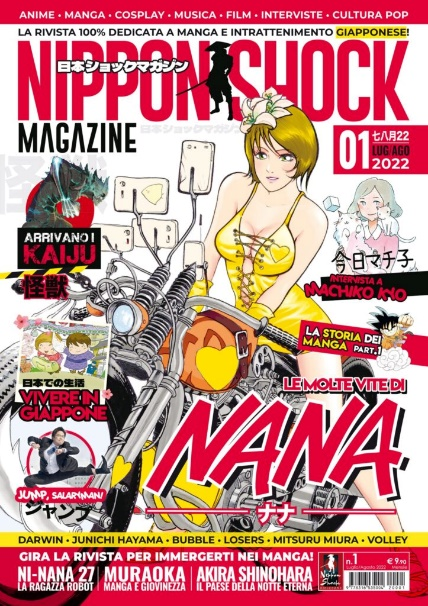 ANIME • MANGA • COSPLAY • MUSICA • FILM • INTERVISTE • CULTURA POP
LA RIVISTA 100% DEDICATA A MANGA E INTRATTENIMENTO GIAPPONESE!
日本ショックマガジン
NIPPON SHOCK
MAGAZINE
日本ショックマガジン
01
七八月22
LUG/AGO
2022
怪獣
ARRIVANO I
KAIJU
怪獣
今日マチ子
INTERVISTA A
MACHIKO KYO
LA STORIA DEI
MANGA PART.1
日本での生活
VIVERE IN
GIAPPONE
LE MOLTE VITE DI
NANA
ナナ
JUMP, SALARYMAN!
ジャンプ
DARWIN • JUNICHI HAYAMA • BUBBLE • LOSERS • MITSURU MIURA • VOLLEY
GIRA LA RIVISTA PER IMMERGERTI NEI MANGA!
NI-NANA 27
LA RAGAZZA ROBOT
MURAOKA
MANGA E GIOVINEZZA
AKIRA SHINOHARA
IL PAESE DELLA NOTTE ETERNA
Nippon
Shock
n.1
€ 9,90
Luglio/Agosto 2022